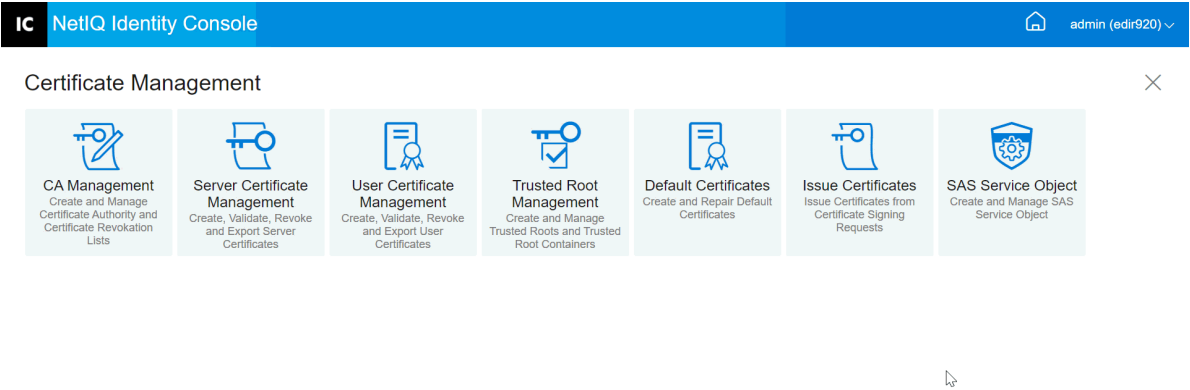 IC NetIQ Identity Console
admin (edir920)
Certificate Management
CA Management
Create and Manage
Certificate Authority and
Certificate Revokation
Lists
Server Certificate
Management
Create, Validate, Revoke
and Export Server
Certificates
User Certificate
Management
Create, Validate, Revoke
and Export User
Certificates
Trusted Root
Management
Create and Manage
Trusted Roots and Trusted
Root Containers
Default Certificates
Create and Repair Default
Certificates
Issue Certificates
Issue Certificates from
Certificate Signing
Requests
SAS Service Object
Create and Manage SAS
Service Object